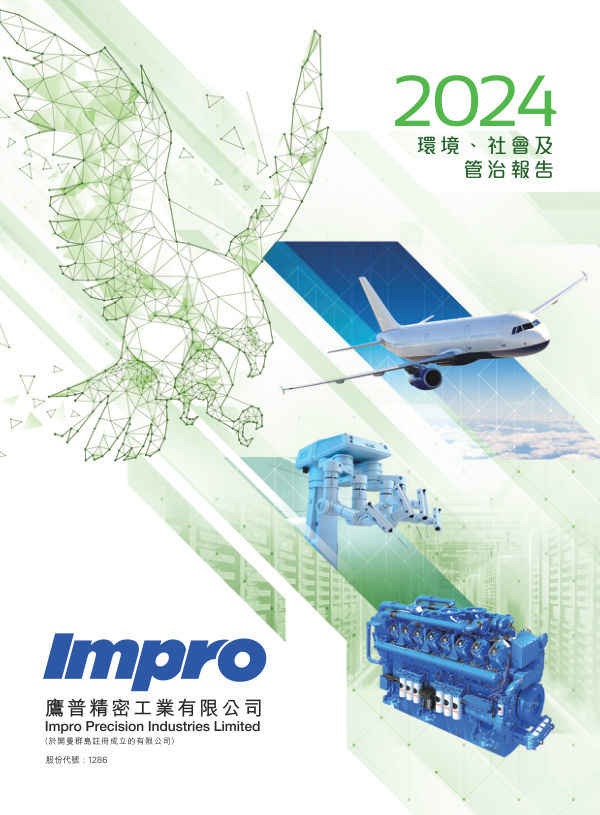 2024
環境、社會及
管治報告
Impro
鷹普精密工業有限公司
Impro Precision Industries Limited
(於開曼群島註冊成立的有限公司)
股份代號：1286